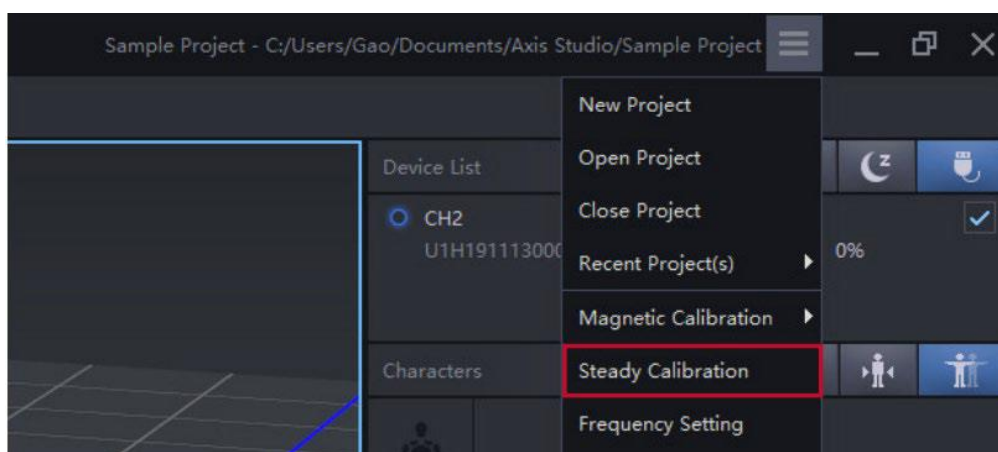 Sample Project - C:/Users/Gao/Documents/Axis Studio/Sample Project
New Project
Open Project
Close Project
Recent Project(s)
Magnetic Calibration
Steady Calibration
Frequency Setting
Device List
CH2
U1H191113000
0%
Characters